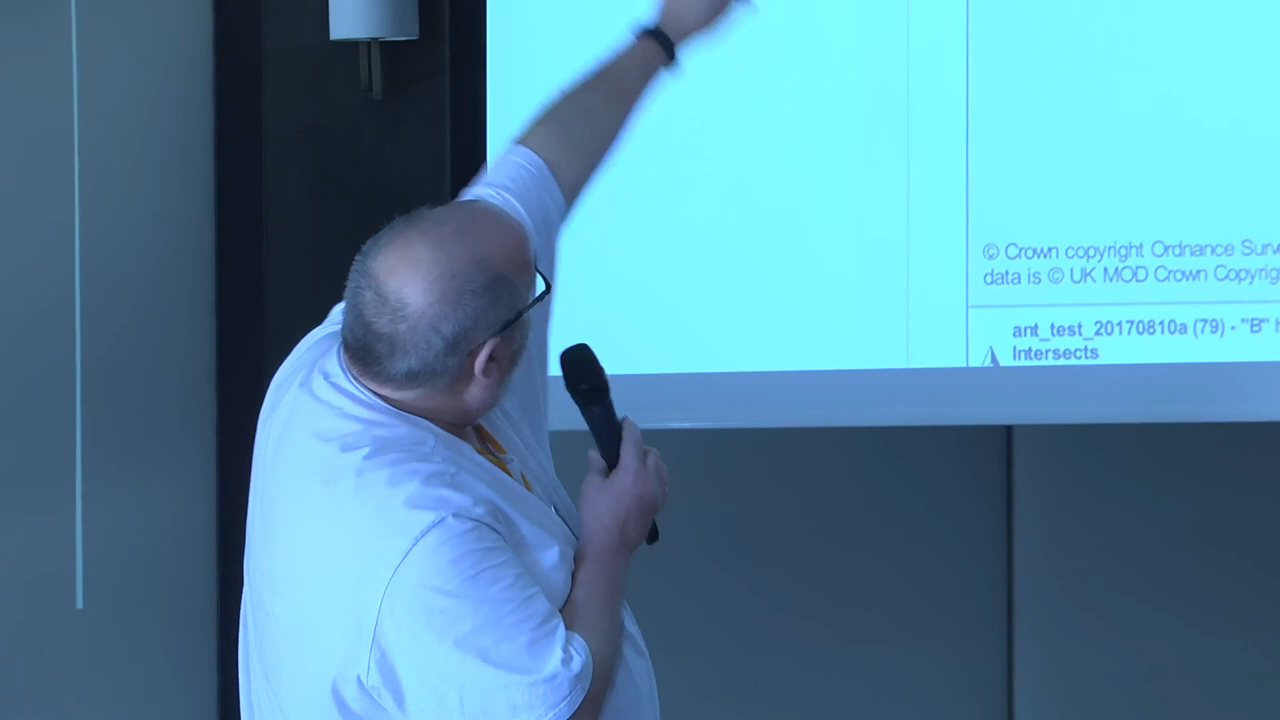 © Crown copyright Ordnance Surv
data is © UK MOD Crown Copyrig
ant_test_20170810a (79) - "B"
Intersects